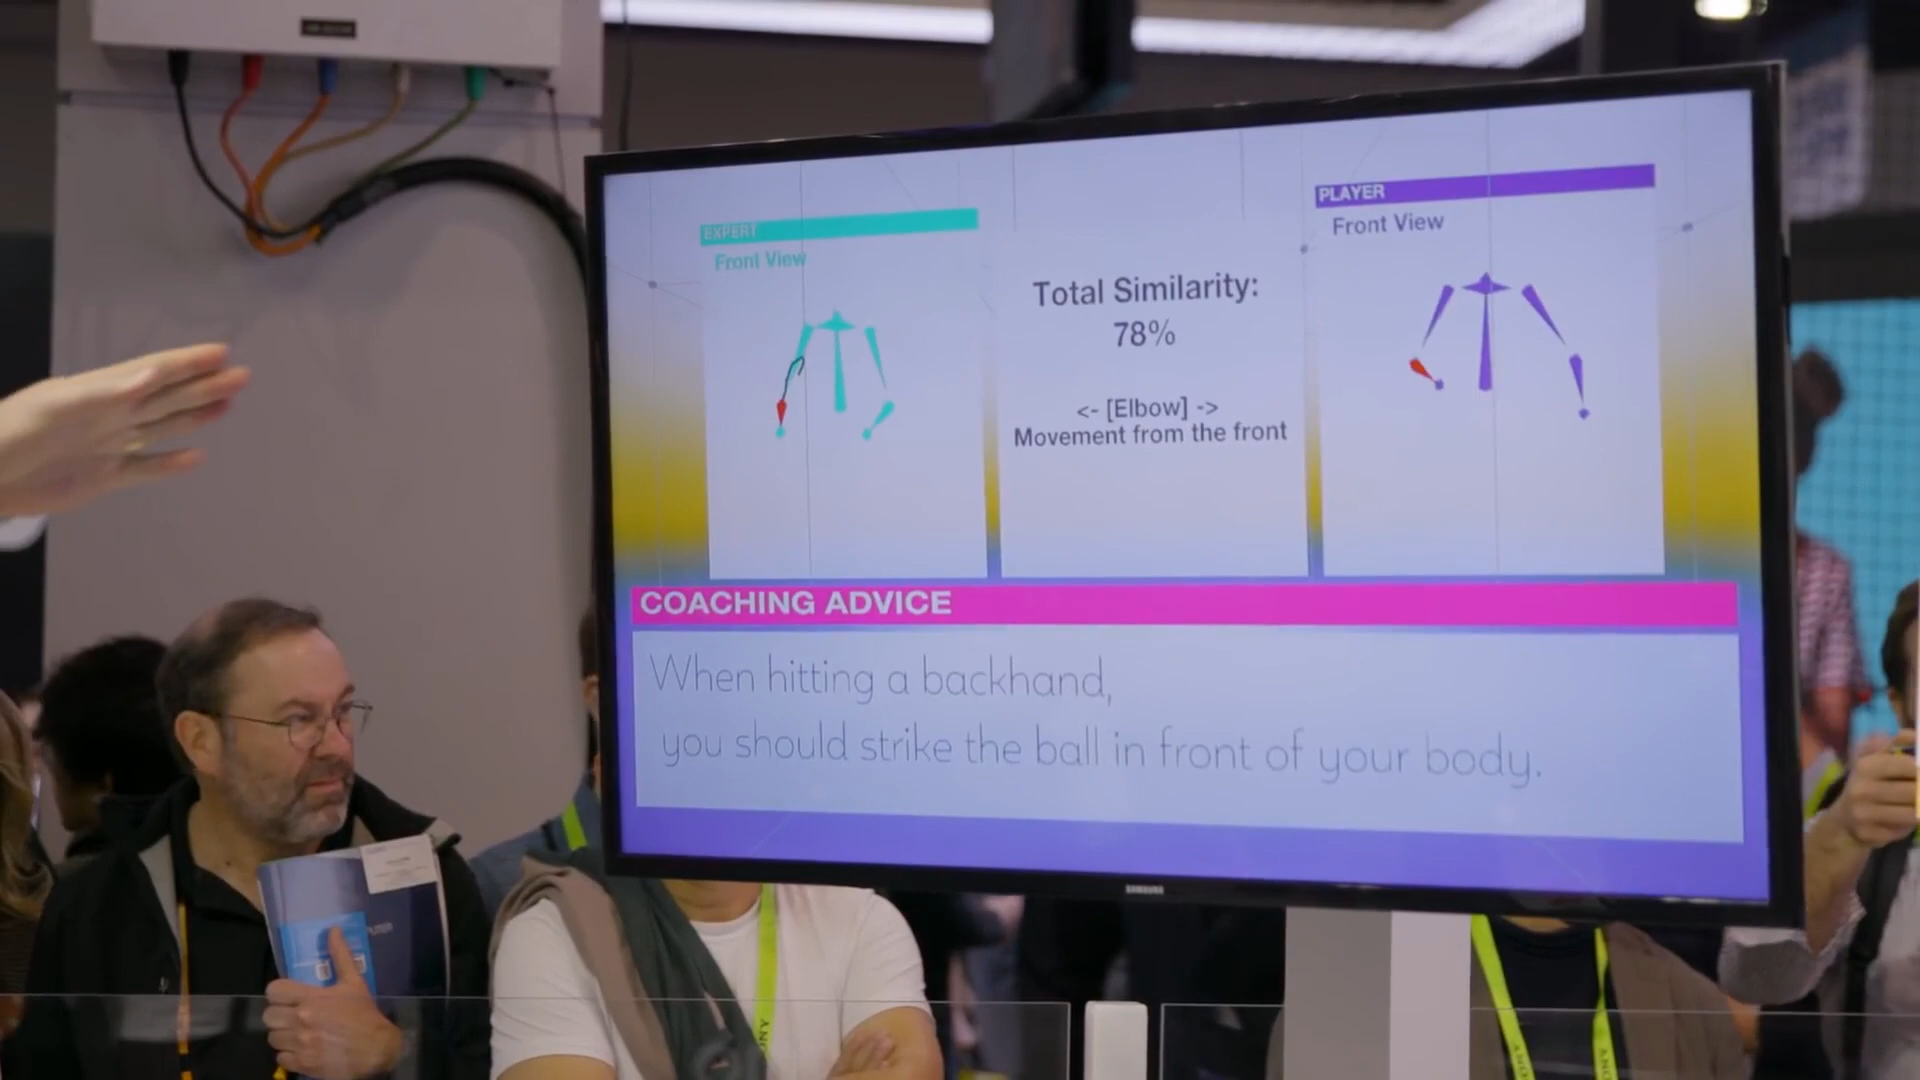 EXPERT
Front View
Total Similarity:
78%
<- [Elbow] ->
Movement from the front
PLAYER
Front View
COACHING ADVICE
When hitting a backhand,
you should strike the ball in front of your body.
SAMSUNG